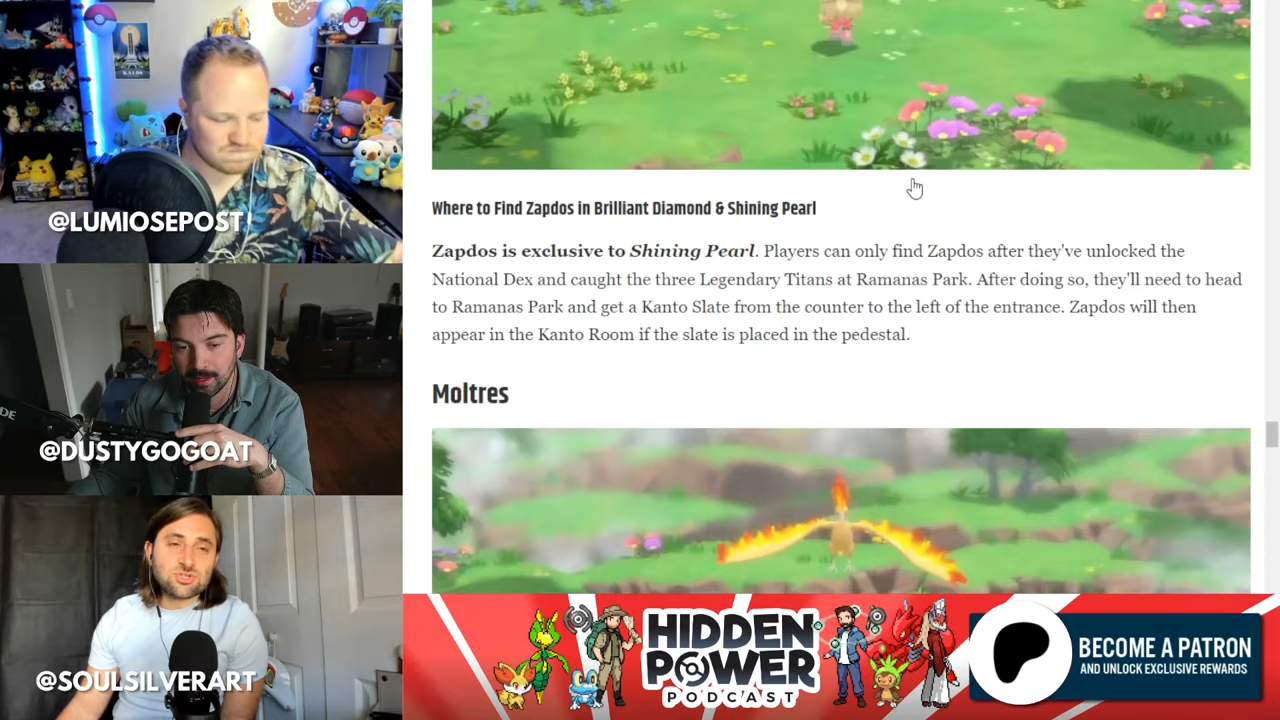 KALOS
@LUMIOSEPOST
DE
@DUSTYGOGOAT
@SOULSILVERART
Where to Find Zapdos in Brilliant Diamond & Shining Pearl
Zapdos is exclusive to Shining Pearl. Players can only find Zapdos after they've unlocked the
National Dex and caught the three Legendary Titans at Ramanas Park. After doing so, they'll need to head
to Ramanas Park and get a Kanto Slate from the counter to the left of the entrance. Zapdos will then
appear in the Kanto Room if the slate is placed in the pedestal.
Moltres
HIDDEN
POWER
PODCAST
BECOME A PATRON
AND UNLOCK EXCLUSIVE REWARDS